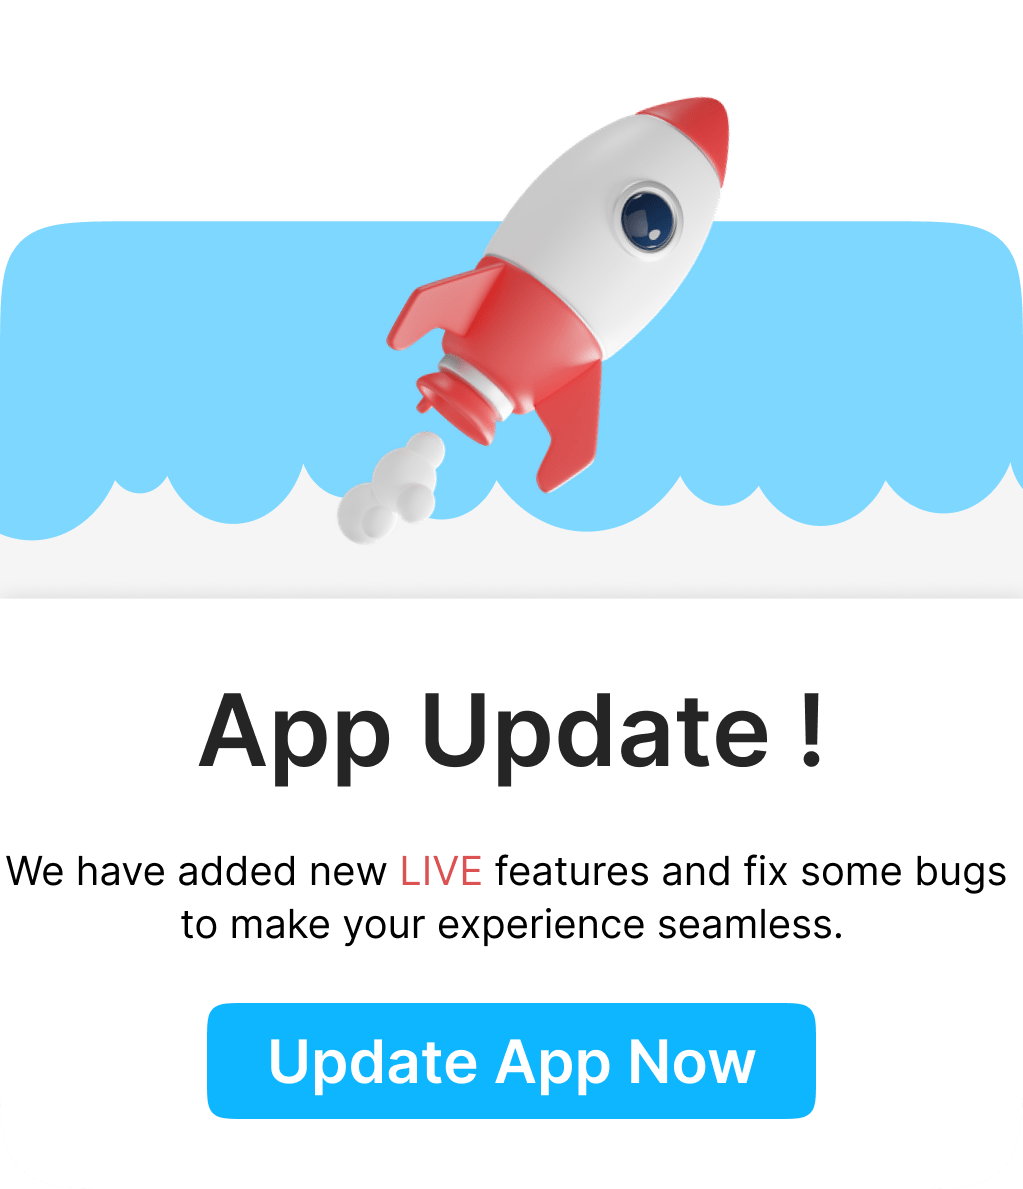 App Update !
We have added new LIVE features and fix some bugs
to make your experience seamless.
Update App Now